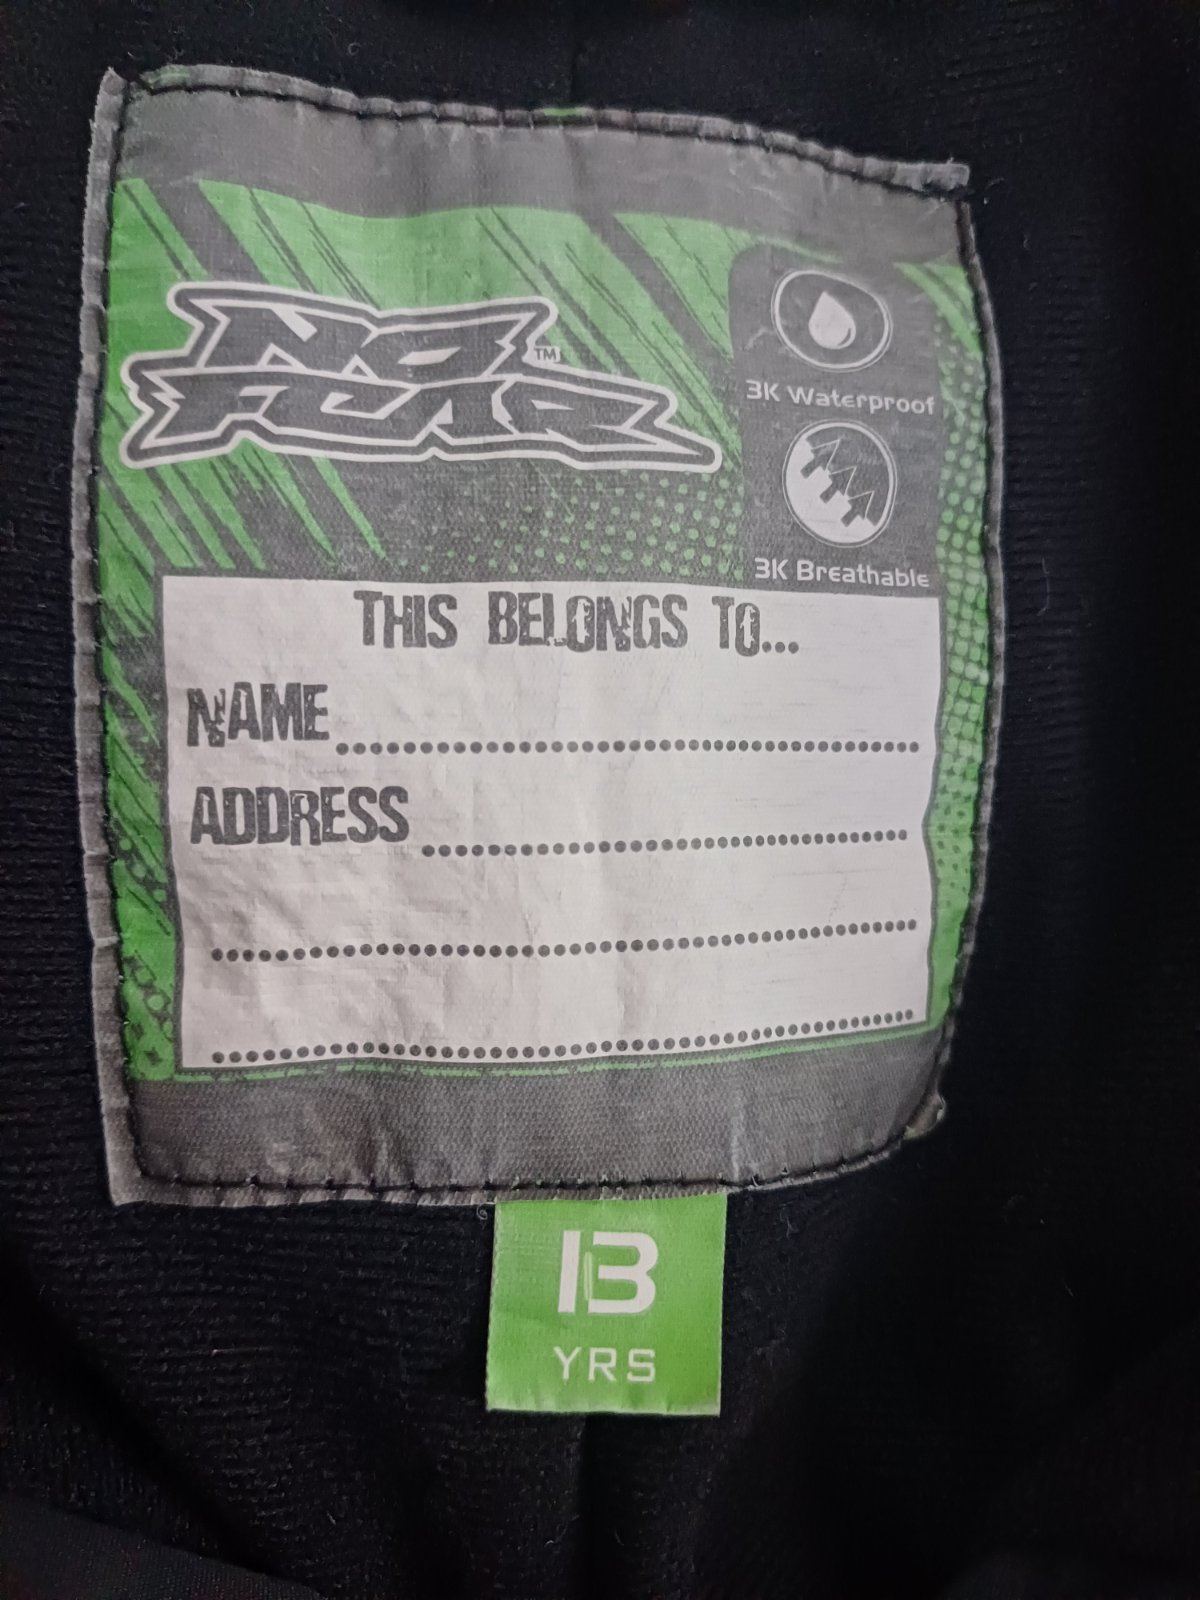 NO FEAR™
3K Waterproof
3K Breathable
THIS BELONGS TO...
NAME
ADDRESS
13
YRS